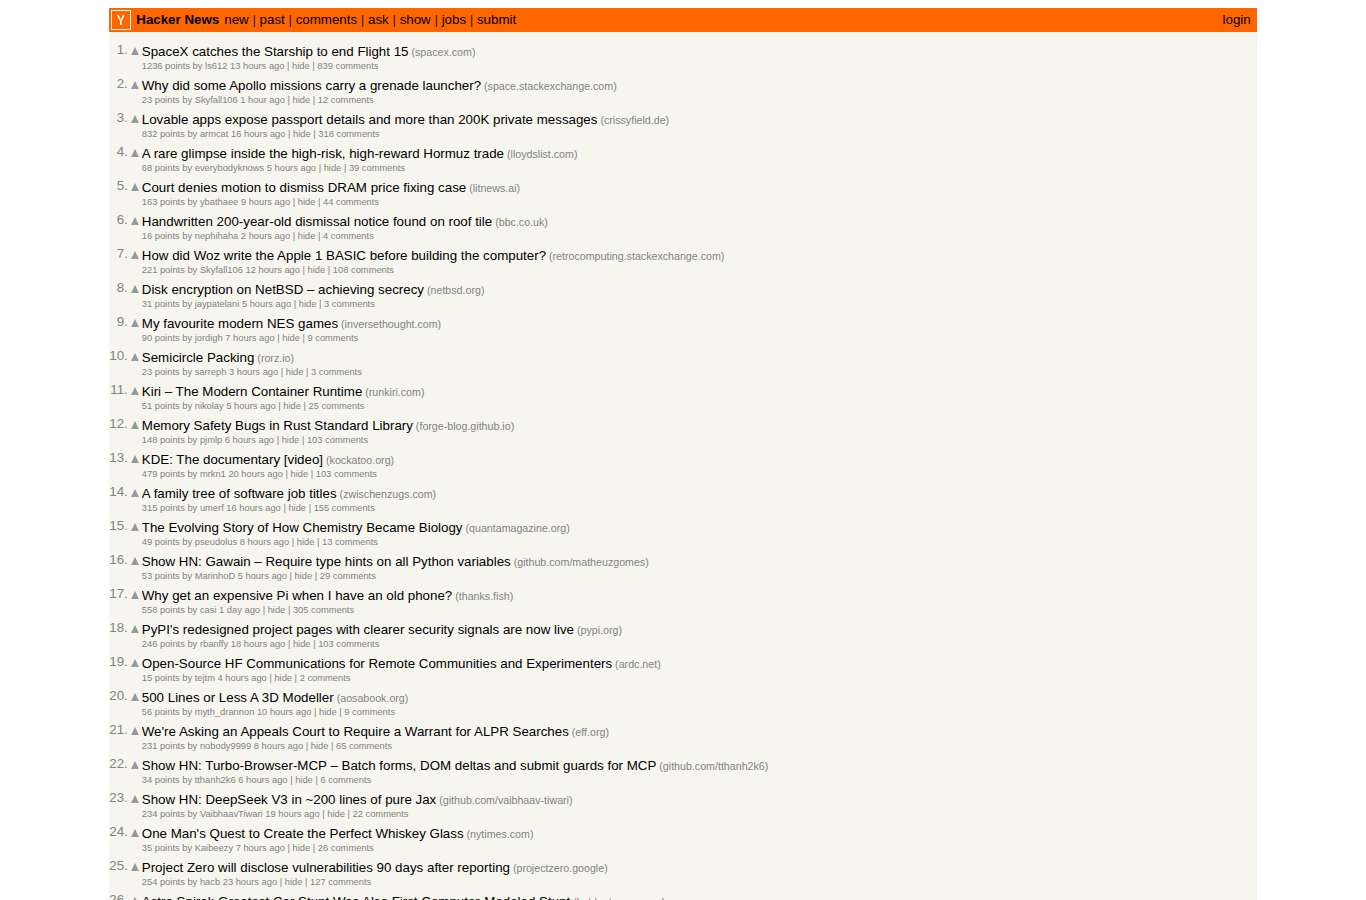 Y Hacker News new | past | comments | ask | show | jobs | submit login
1. SpaceX catches the Starship to end Flight 15 (spacex.com)
1236 points by ls612 13 hours ago | hide | 839 comments
2. Why did some Apollo missions carry a grenade launcher? (space.stackexchange.com)
23 points by Skyfall106 1 hour ago | hide | 12 comments
3. Lovable apps expose passport details and more than 200K private messages (crissyfield.de)
832 points by armcat 16 hours ago | hide | 316 comments
4. A rare glimpse inside the high-risk, high-reward Hormuz trade (lloydslist.com)
68 points by everybodyknows 5 hours ago | hide | 39 comments
5. Court denies motion to dismiss DRAM price fixing case (litnews.ai)
163 points by ybathaee 9 hours ago | hide | 44 comments
6. Handwritten 200-year-old dismissal notice found on roof tile (bbc.co.uk)
16 points by nephihaha 2 hours ago | hide | 4 comments
7. How did Woz write the Apple 1 BASIC before building the computer? (retrocomputing.stackexchange.com)
221 points by Skyfall106 12 hours ago | hide | 108 comments
8. Disk encryption on NetBSD – achieving secrecy (netbsd.org)
31 points by jaypatelani 5 hours ago | hide | 3 comments
9. My favourite modern NES games (inversethought.com)
90 points by jordigh 7 hours ago | hide | 9 comments
10. Semicircle Packing (rorz.io)
23 points by sarreph 3 hours ago | hide | 3 comments
11. Kiri – The Modern Container Runtime (runkiri.com)
51 points by nikolay 5 hours ago | hide | 25 comments
12. Memory Safety Bugs in Rust Standard Library (forge-blog.github.io)
148 points by pjmlp 6 hours ago | hide | 103 comments
13. KDE: The documentary [video] (kockatoo.org)
479 points by mrkn1 20 hours ago | hide | 103 comments
14. A family tree of software job titles (zwischenzugs.com)
315 points by umerf 16 hours ago | hide | 155 comments
15. The Evolving Story of How Chemistry Became Biology (quantamagazine.org)
49 points by pseudolus 8 hours ago | hide | 13 comments
16. Show HN: Gawain – Require type hints on all Python variables (github.com/matheuzgomes)
53 points by MarinhoD 5 hours ago | hide | 29 comments
17. Why get an expensive Pi when I have an old phone? (thanks.fish)
558 points by casi 1 day ago | hide | 305 comments
18. PyPI's redesigned project pages with clearer security signals are now live (pypi.org)
246 points by rbanffy 18 hours ago | hide | 103 comments
19. Open-Source HF Communications for Remote Communities and Experimenters (ardc.net)
15 points by tejtm 4 hours ago | hide | 2 comments
20. 500 Lines or Less A 3D Modeller (aosabook.org)
56 points by myth_drannon 10 hours ago | hide | 9 comments
21. We're Asking an Appeals Court to Require a Warrant for ALPR Searches (eff.org)
231 points by nobody9999 8 hours ago | hide | 65 comments
22. Show HN: Turbo-Browser-MCP – Batch forms, DOM deltas and submit guards for MCP (github.com/tthanh2k6)
34 points by tthanh2k6 6 hours ago | hide | 6 comments
23. Show HN: DeepSeek V3 in ~200 lines of pure Jax (github.com/vaibhaav-tiwari)
234 points by VaibhaavTiwari 19 hours ago | hide | 22 comments
24. One Man's Quest to Create the Perfect Whiskey Glass (nytimes.com)
35 points by Kaibeezy 7 hours ago | hide | 26 comments
25. Project Zero will disclose vulnerabilities 90 days after reporting (projectzero.google)
254 points by hacb 23 hours ago | hide | 127 comments